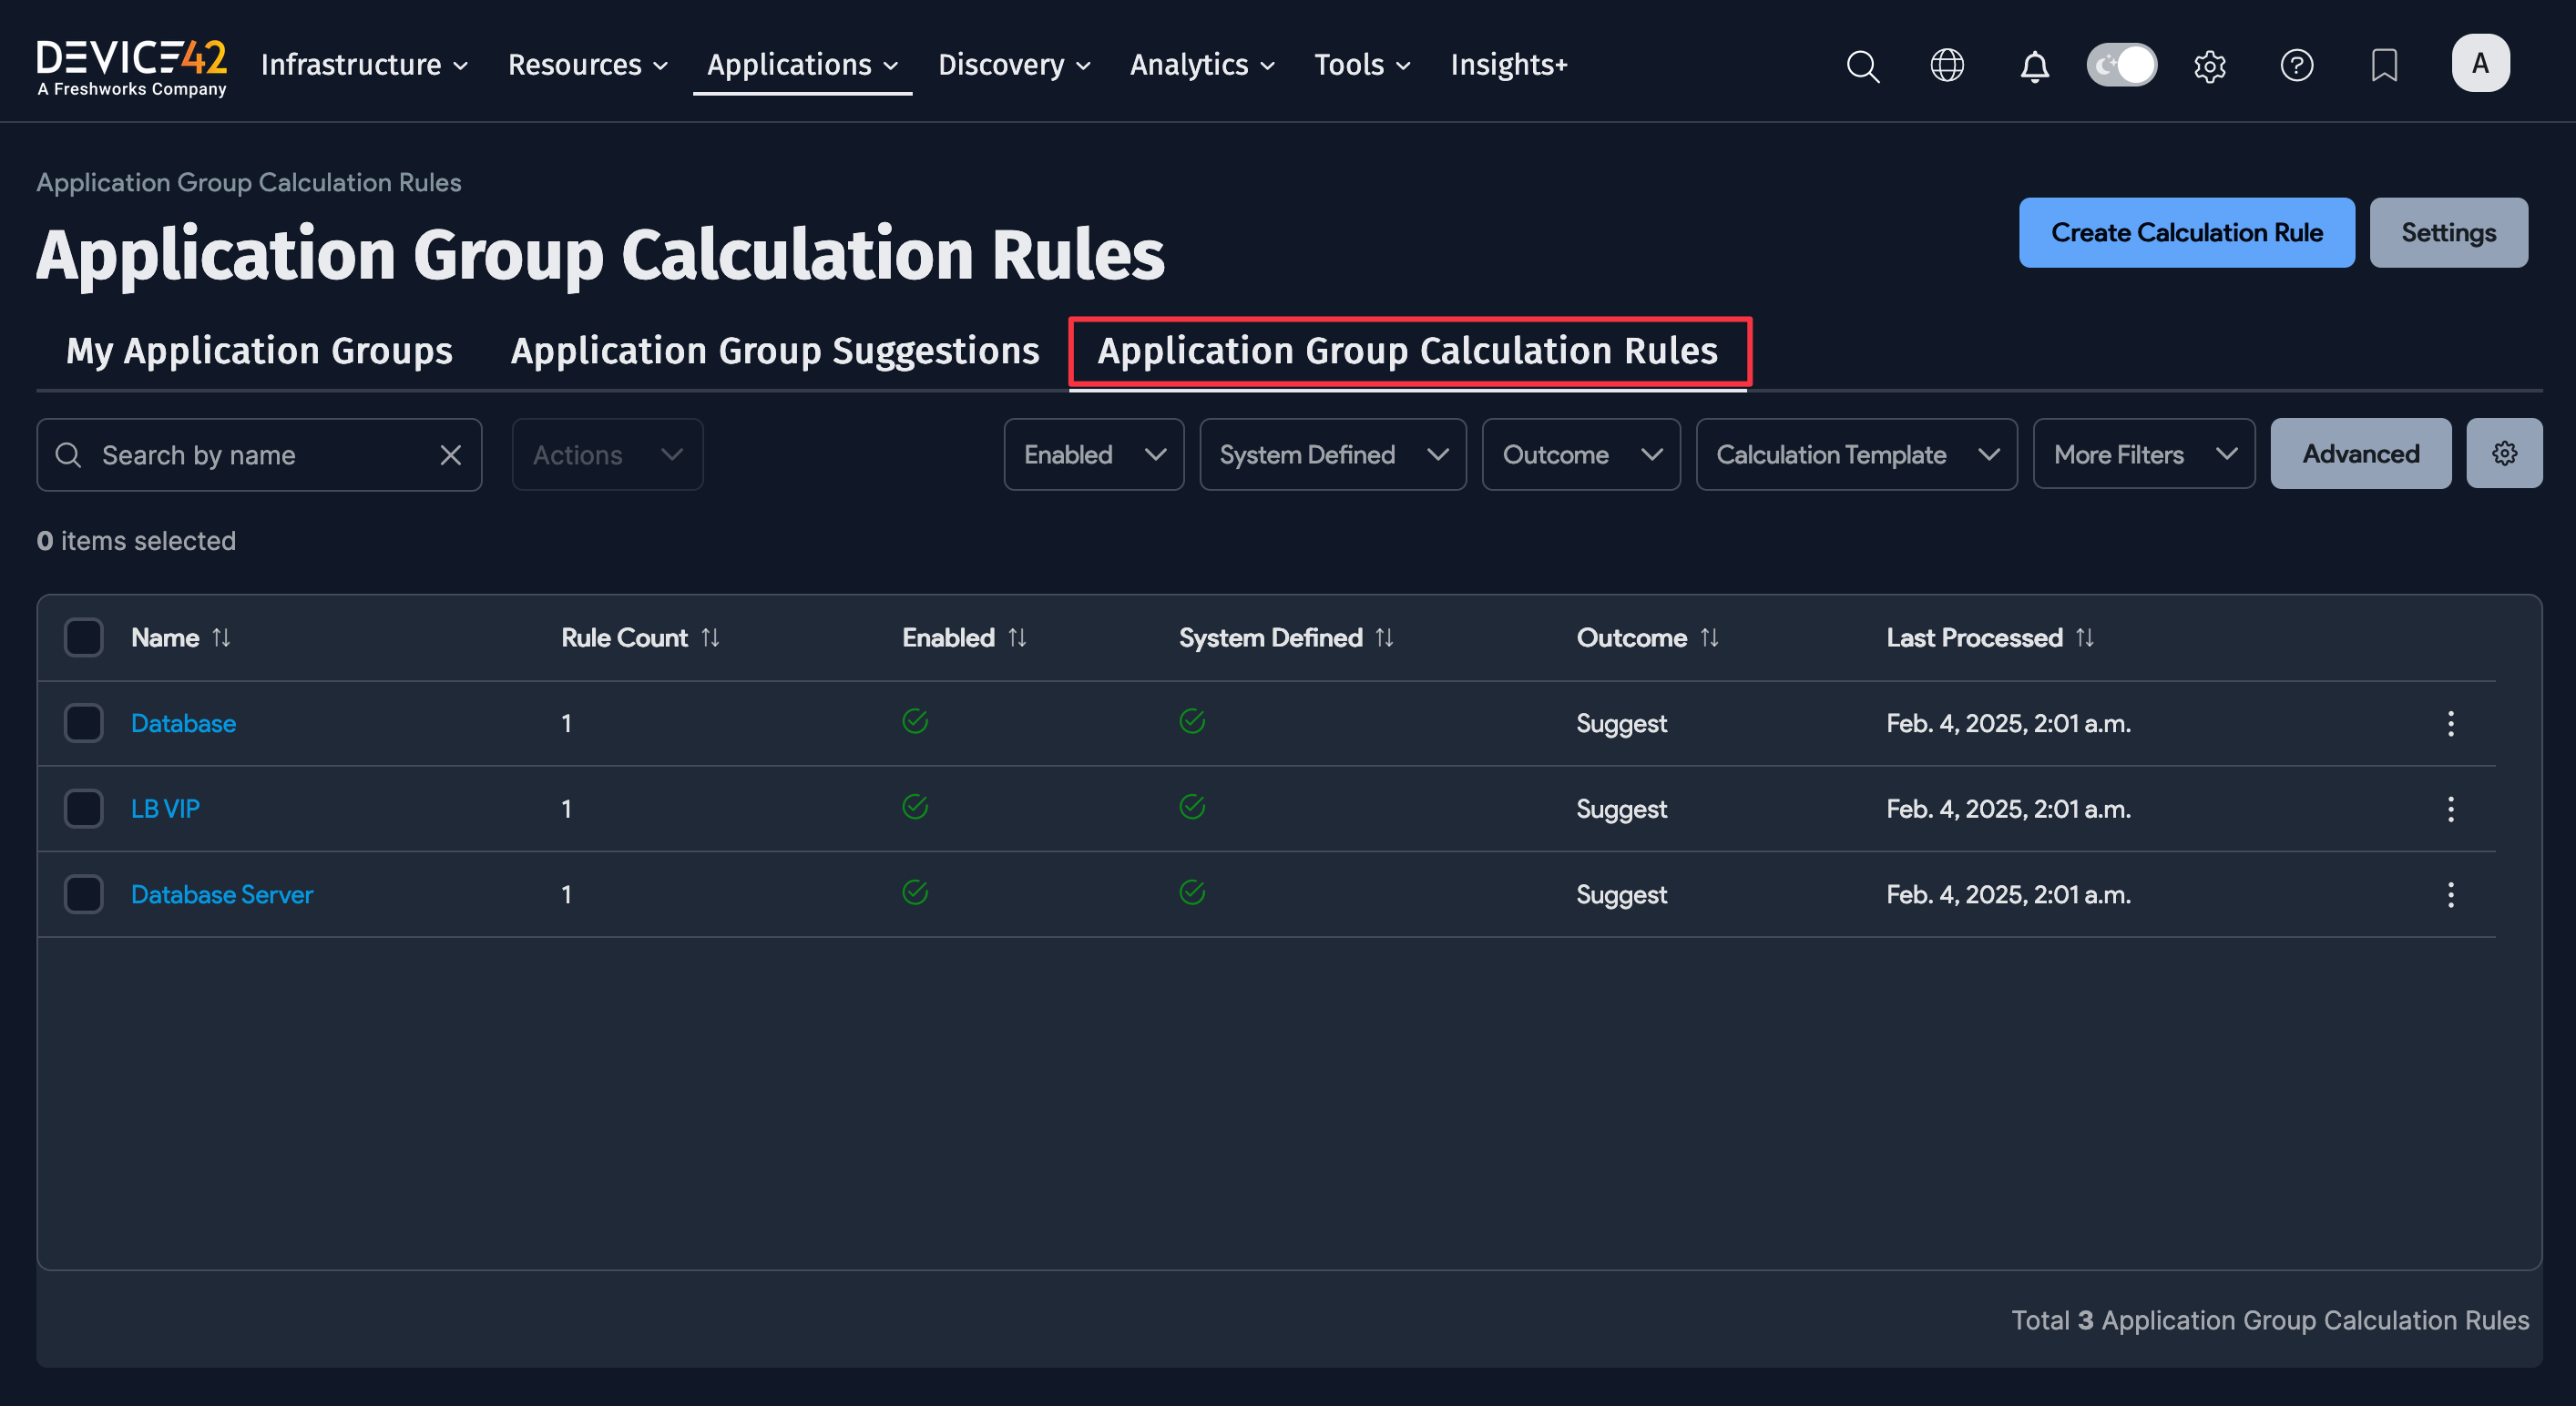 DEVICE42
A Freshworks Company
Infrastructure Resources Applications Discovery Analytics Tools Insights+
A
Application Group Calculation Rules
Application Group Calculation Rules
Create Calculation Rule Settings
My Application Groups Application Group Suggestions Application Group Calculation Rules
Search by name Actions Enabled System Defined Outcome Calculation Template More Filters Advanced
0 items selected
Name Rule Count Enabled System Defined Outcome Last Processed
Database 1 Suggest Feb. 4, 2025, 2:01 a.m.
LB VIP 1 Suggest Feb. 4, 2025, 2:01 a.m.
Database Server 1 Suggest Feb. 4, 2025, 2:01 a.m.
Total 3 Application Group Calculation Rules